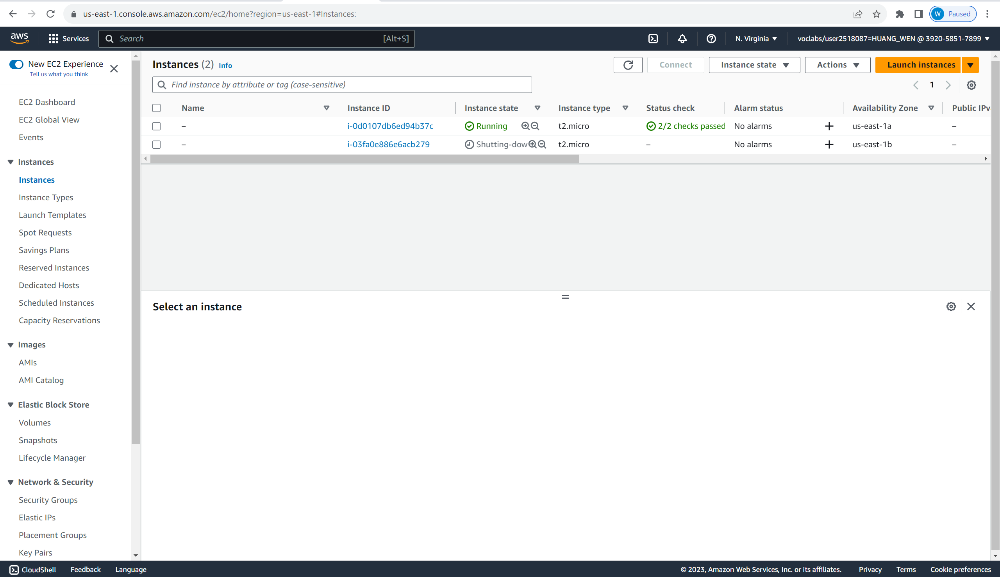 us-east-1.console.aws.amazon.com/ec2/home?region=us-east-1#Instances:
W Paused
aws Services Search [Alt+S] N. Virginia voclabs/user2518087=HUANG_WEN @ 3920-5851-7899
New EC2 Experience
Tell us what you think
EC2 Dashboard
EC2 Global View
Events
Instances
Instances
Instance Types
Launch Templates
Spot Requests
Savings Plans
Reserved Instances
Dedicated Hosts
Scheduled Instances
Capacity Reservations
Images
AMIs
AMI Catalog
Elastic Block Store
Volumes
Snapshots
Lifecycle Manager
Network & Security
Security Groups
Elastic IPs
Placement Groups
Key Pairs
Instances (2) Info Connect Instance state Actions Launch instances
Find instance by attribute or tag (case-sensitive) 1
Name Instance ID Instance state Instance type Status check Alarm status Availability Zone Public IPv
– i-0d0107db6ed94b37c Running t2.micro 2/2 checks passed No alarms + us-east-1a –
– i-03fa0e886e6acb279 Shutting-dow t2.micro – No alarms + us-east-1b –
Select an instance
CloudShell Feedback Language © 2023, Amazon Web Services, Inc. or its affiliates. Privacy Terms Cookie preferences